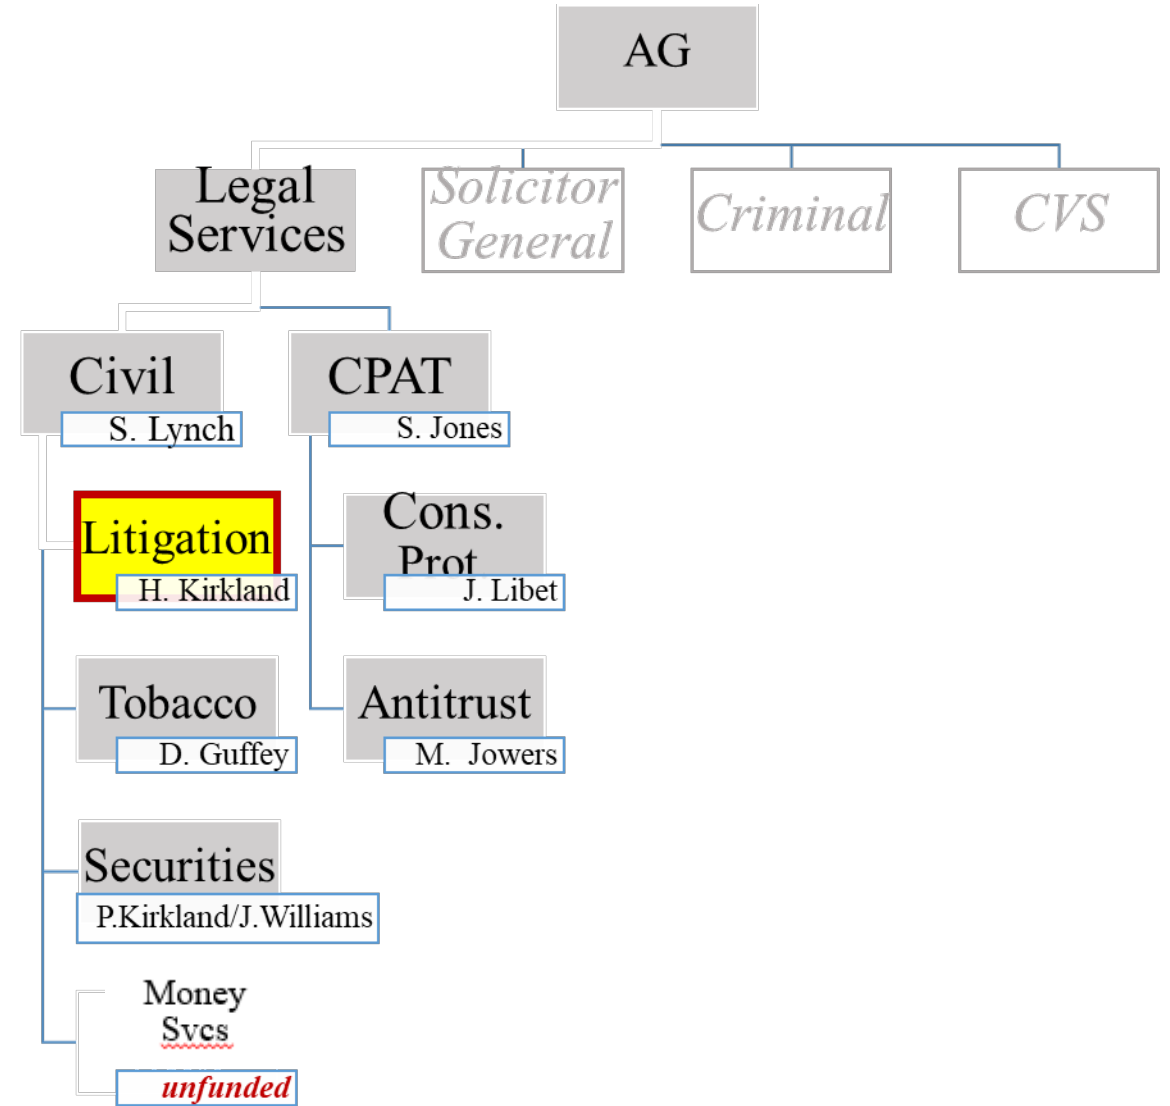 AG
Legal
Services
Solicitor
General
Criminal
CVS
Civil
S. Lynch
CPAT
S. Jones
Litigation
H. Kirkland
Cons.
Prot
J. Libet
Tobacco
D. Guffey
Antitrust
M. Jowers
Securities
P.Kirkland/J.Williams
Money
Svcs
unfunded